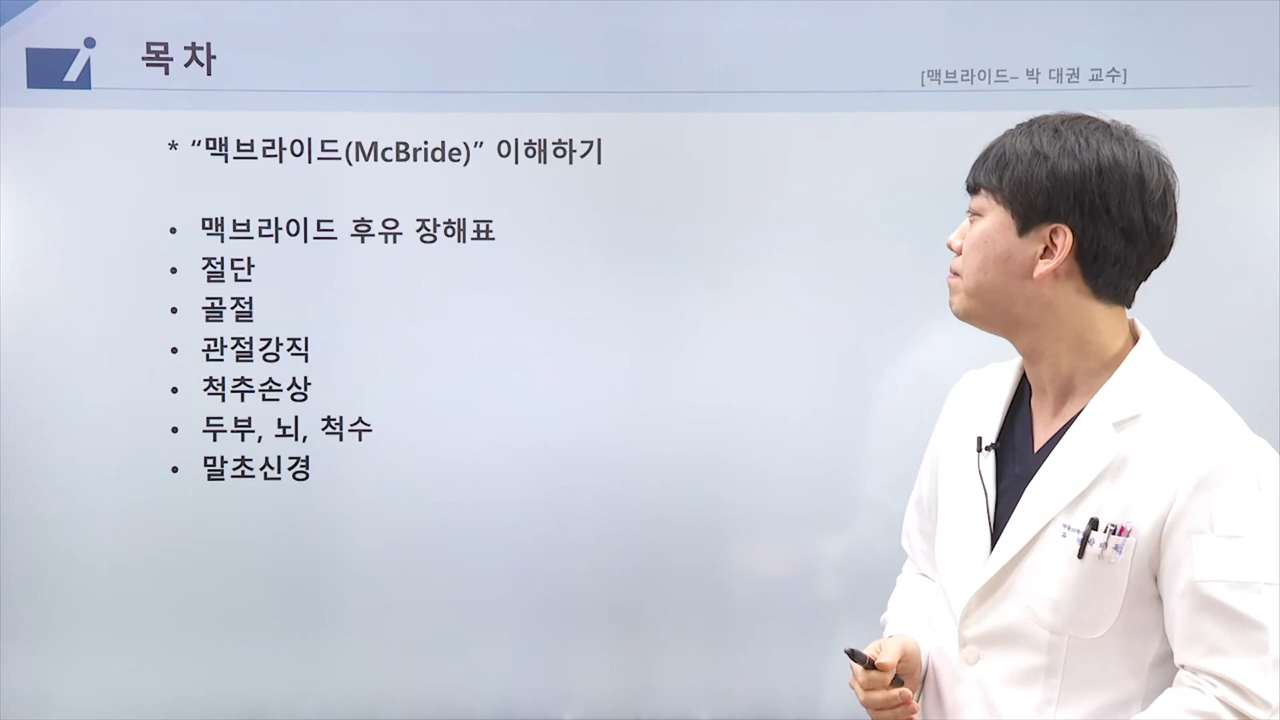 목차
[맥브라이드– 박 대권 교수]
* “맥브라이드(McBride)” 이해하기
• 맥브라이드 후유 장해표
• 절단
• 골절
• 관절강직
• 척추손상
• 두부, 뇌, 척수
• 말초신경